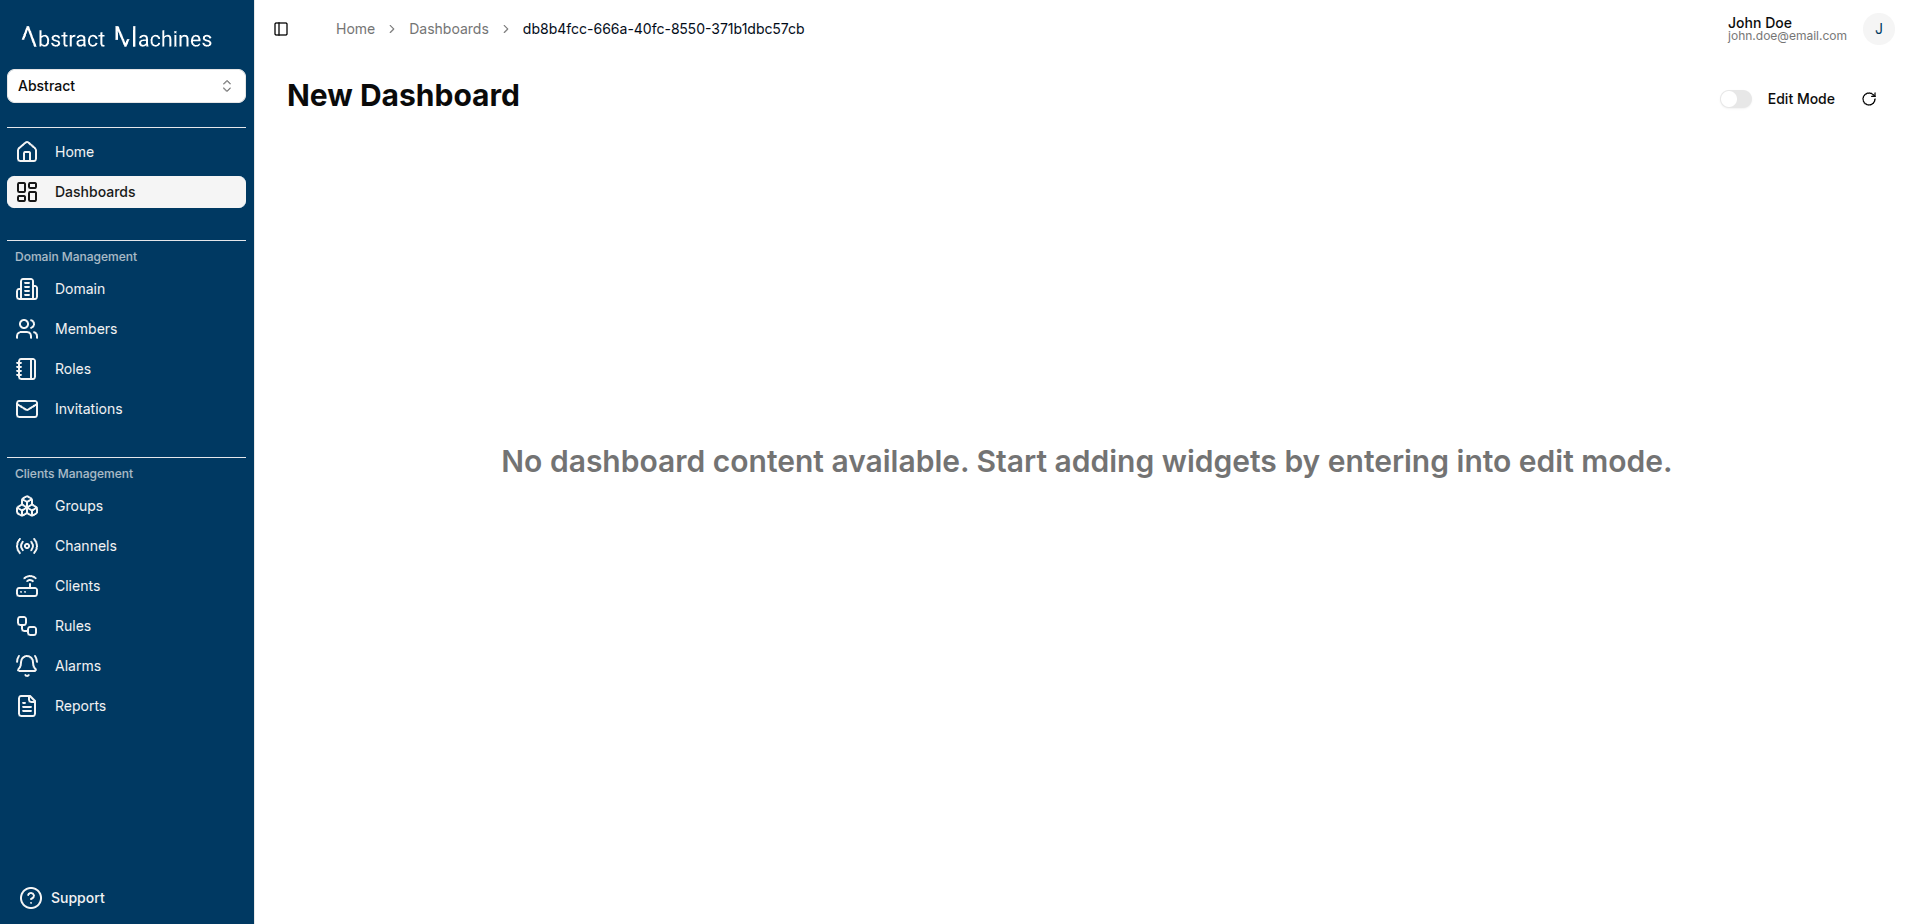 Abstract Machines
Abstract
Home
Dashboards
Domain Management
Domain
Members
Roles
Invitations
Clients Management
Groups
Channels
Clients
Rules
Alarms
Reports
Support
Home > Dashboards > db8b4fcc-666a-40fc-8550-371b1dbc57cb
John Doe
john.doe@email.com
J
New Dashboard
Edit Mode
No dashboard content available. Start adding widgets by entering into edit mode.